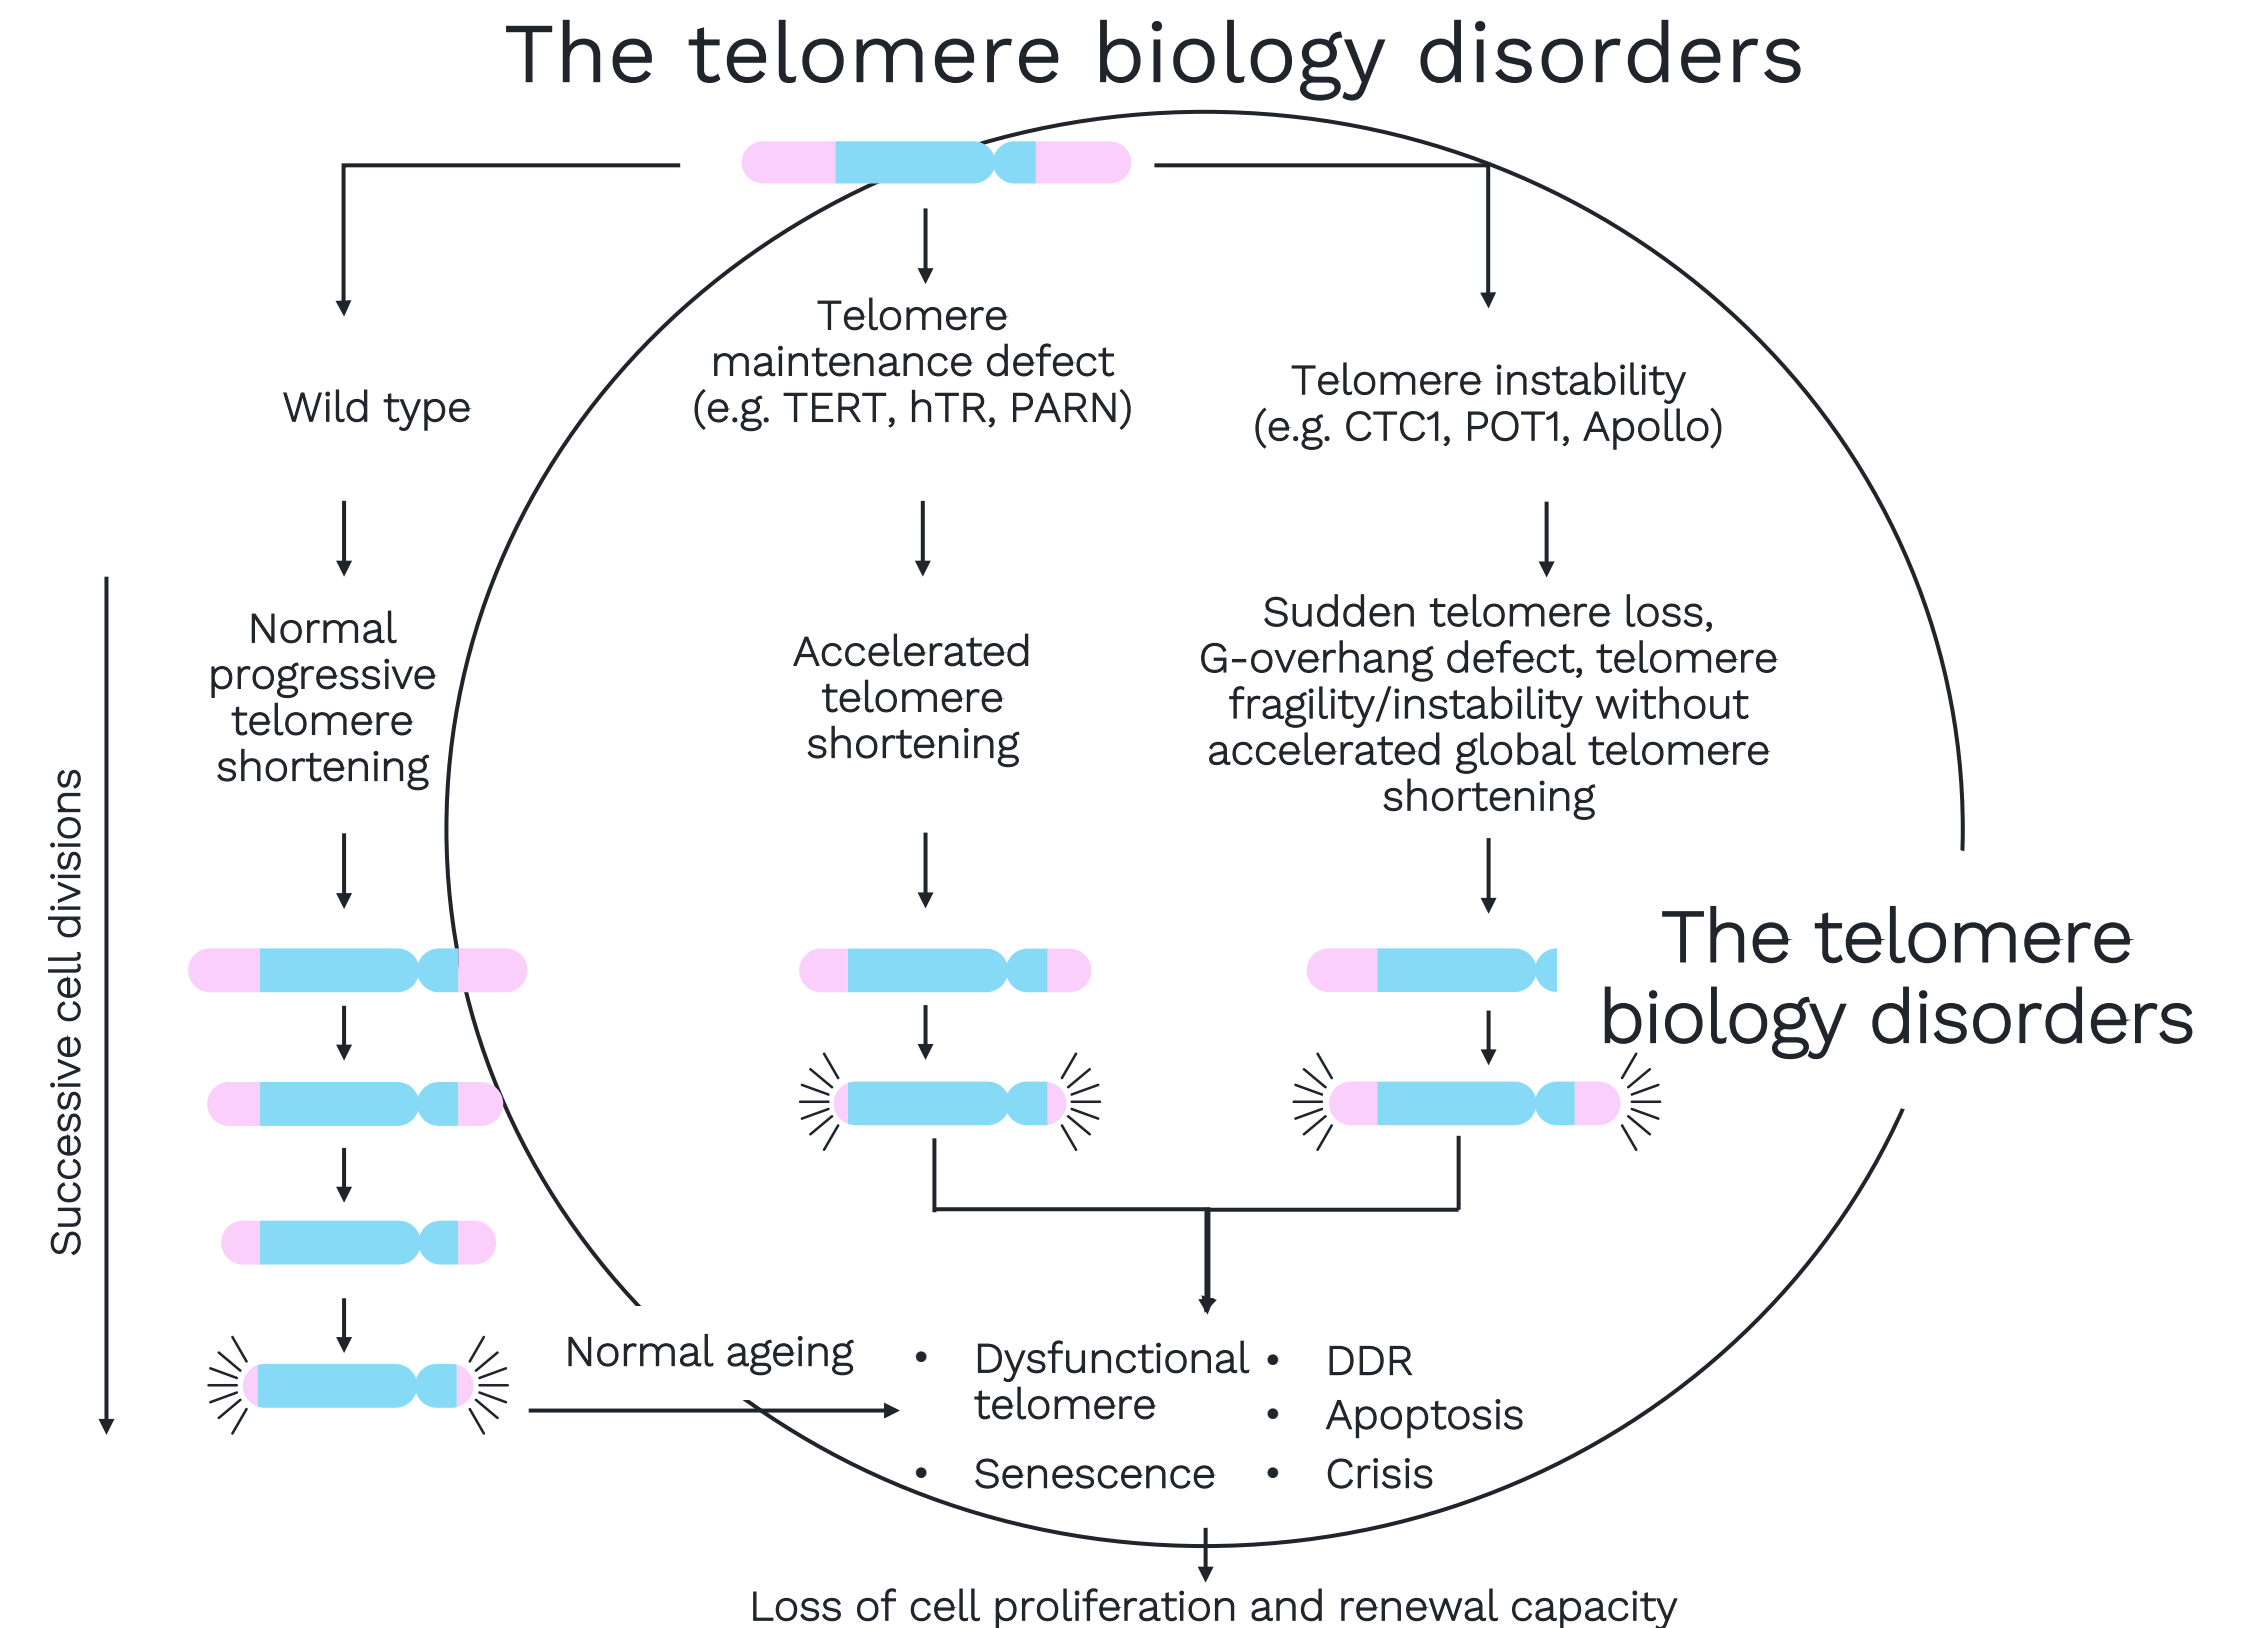 The telomere biology disorders
Wild type
Telomere
maintenance defect
(e.g. TERT, hTR, PARN)
Telomere instability
(e.g. CTC1, POT1, Apollo)
Successive cell divisions
Normal
progressive
telomere
shortening
Accelerated
telomere
shortening
Sudden telomere loss,
G-overhang defect, telomere
fragility/instability without
accelerated global telomere
shortening
The telomere
biology disorders
Normal ageing
• Dysfunctional
telomere
• Senescence
• DDR
• Apoptosis
• Crisis
Loss of cell proliferation and renewal capacity